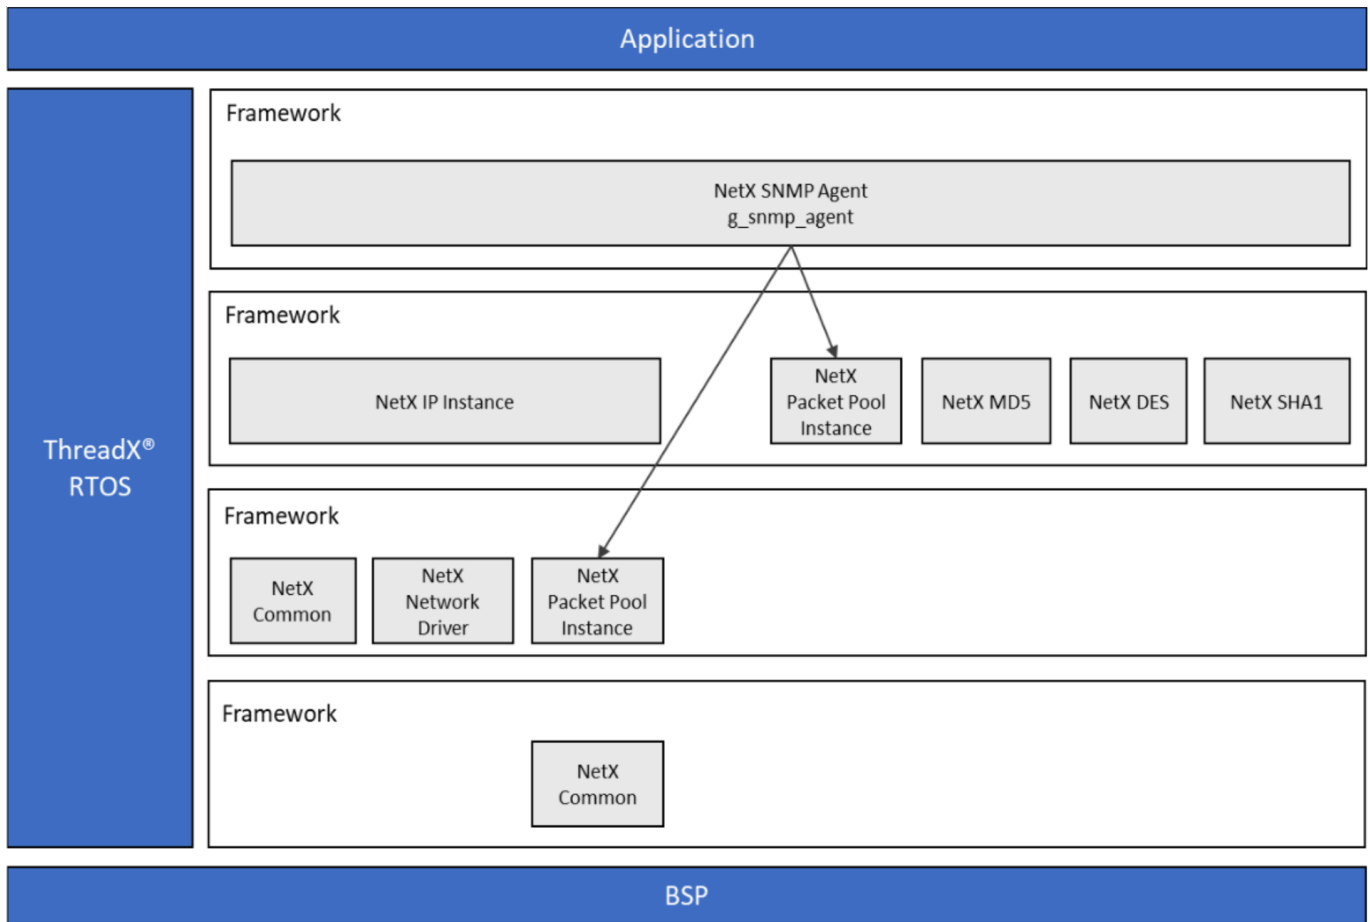 Application
ThreadX®
RTOS
Framework
NetX SNMP Agent
g_snmp_agent
Framework
NetX IP Instance
NetX
Packet Pool
Instance
NetX MD5
NetX DES
NetX SHA1
Framework
NetX
Common
NetX
Network
Driver
NetX
Packet Pool
Instance
Framework
NetX
Common
BSP